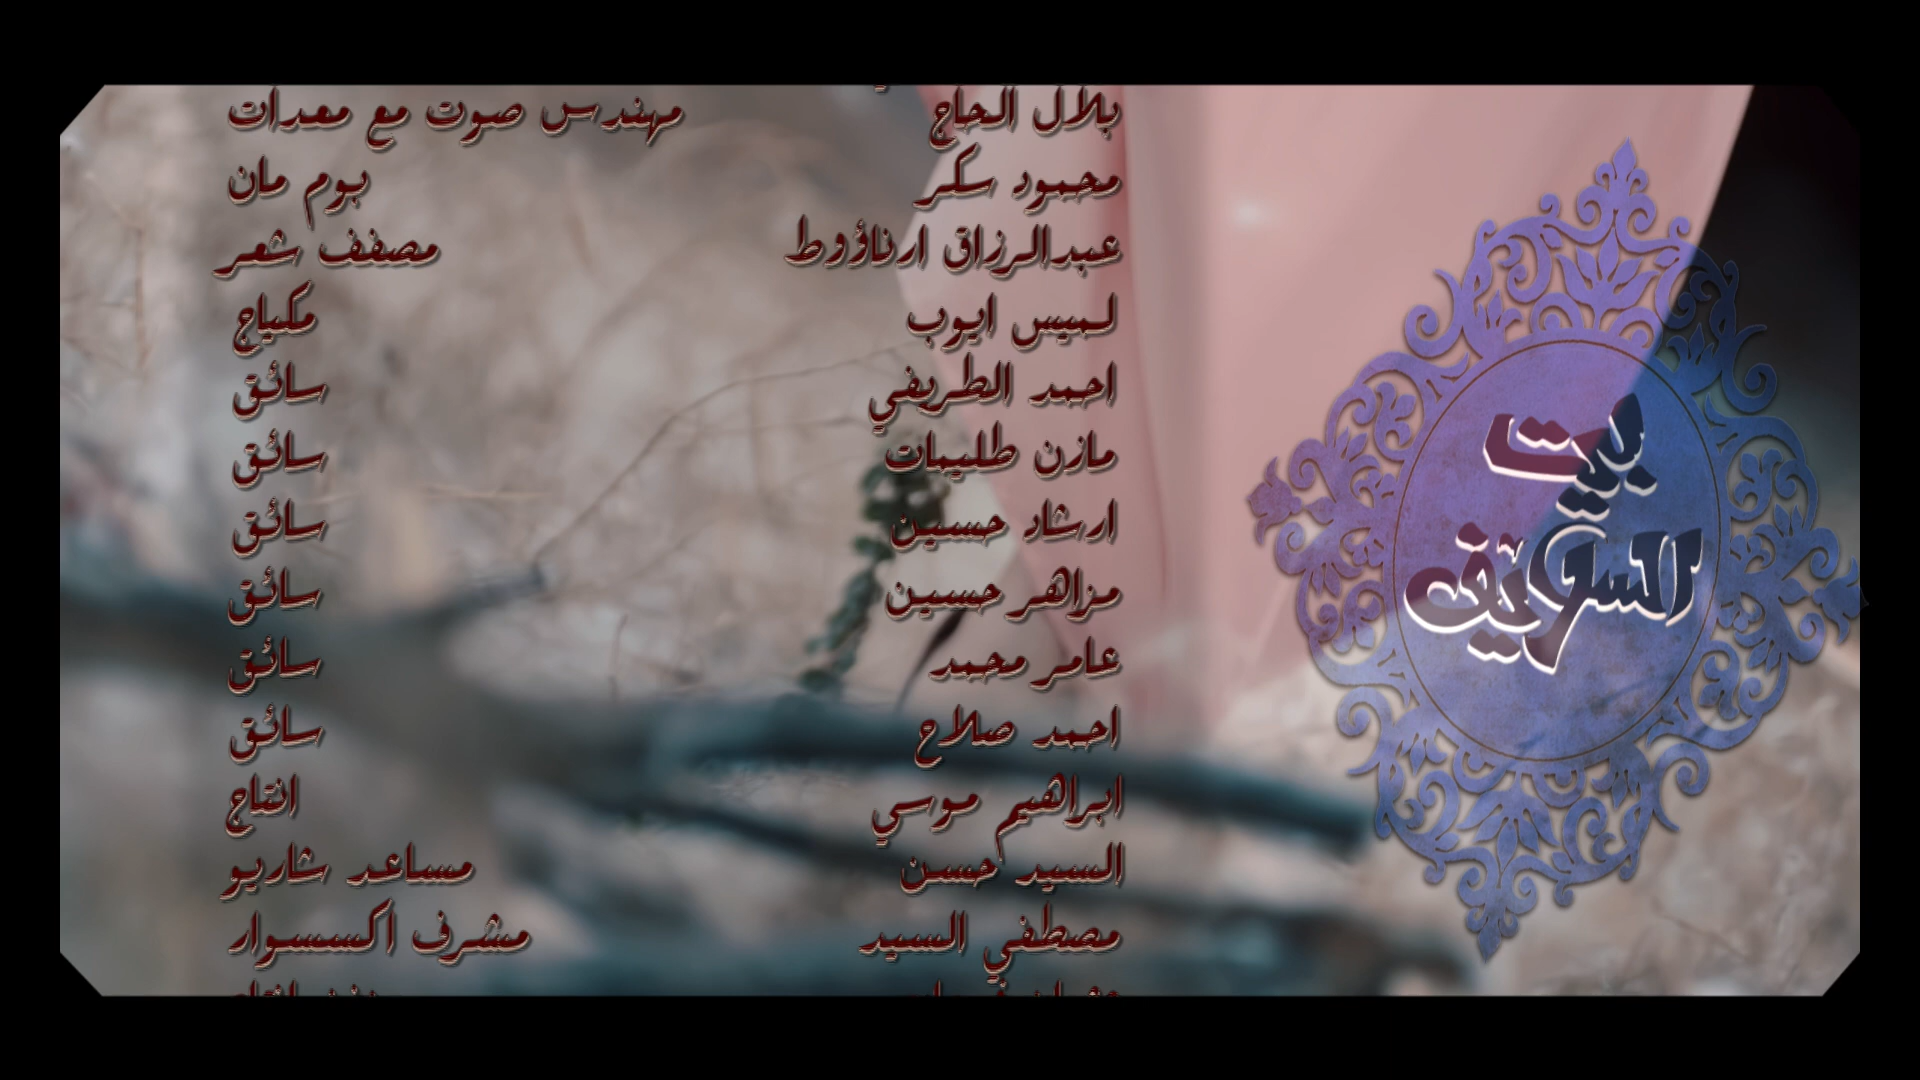 بلال الحاج مهندس صوت مع معدات
محمود سكر بوم مان
عبدالرزاق ارناؤوط مصفف شعر
لميس ايوب مكياج
احمد الطريفي سائق
مازن طليمات سائق
ارشاد حسين سائق
مزاهر حسين سائق
عامر محمد سائق
احمد صلاح سائق
ابراهيم موسي انتاج
السيد حسن مساعد شاريو
مصطفي السيد مشرف اكسسوار
بيت
السواريف